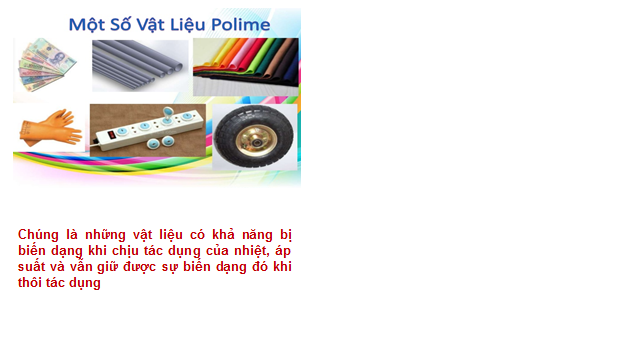 Một Số Vật Liệu Polime
Chúng là những vật liệu có khả năng bị
biến dạng khi chịu tác dụng của nhiệt, áp
suất và vẫn giữ được sự biến dạng đó khi
thôi tác dụng